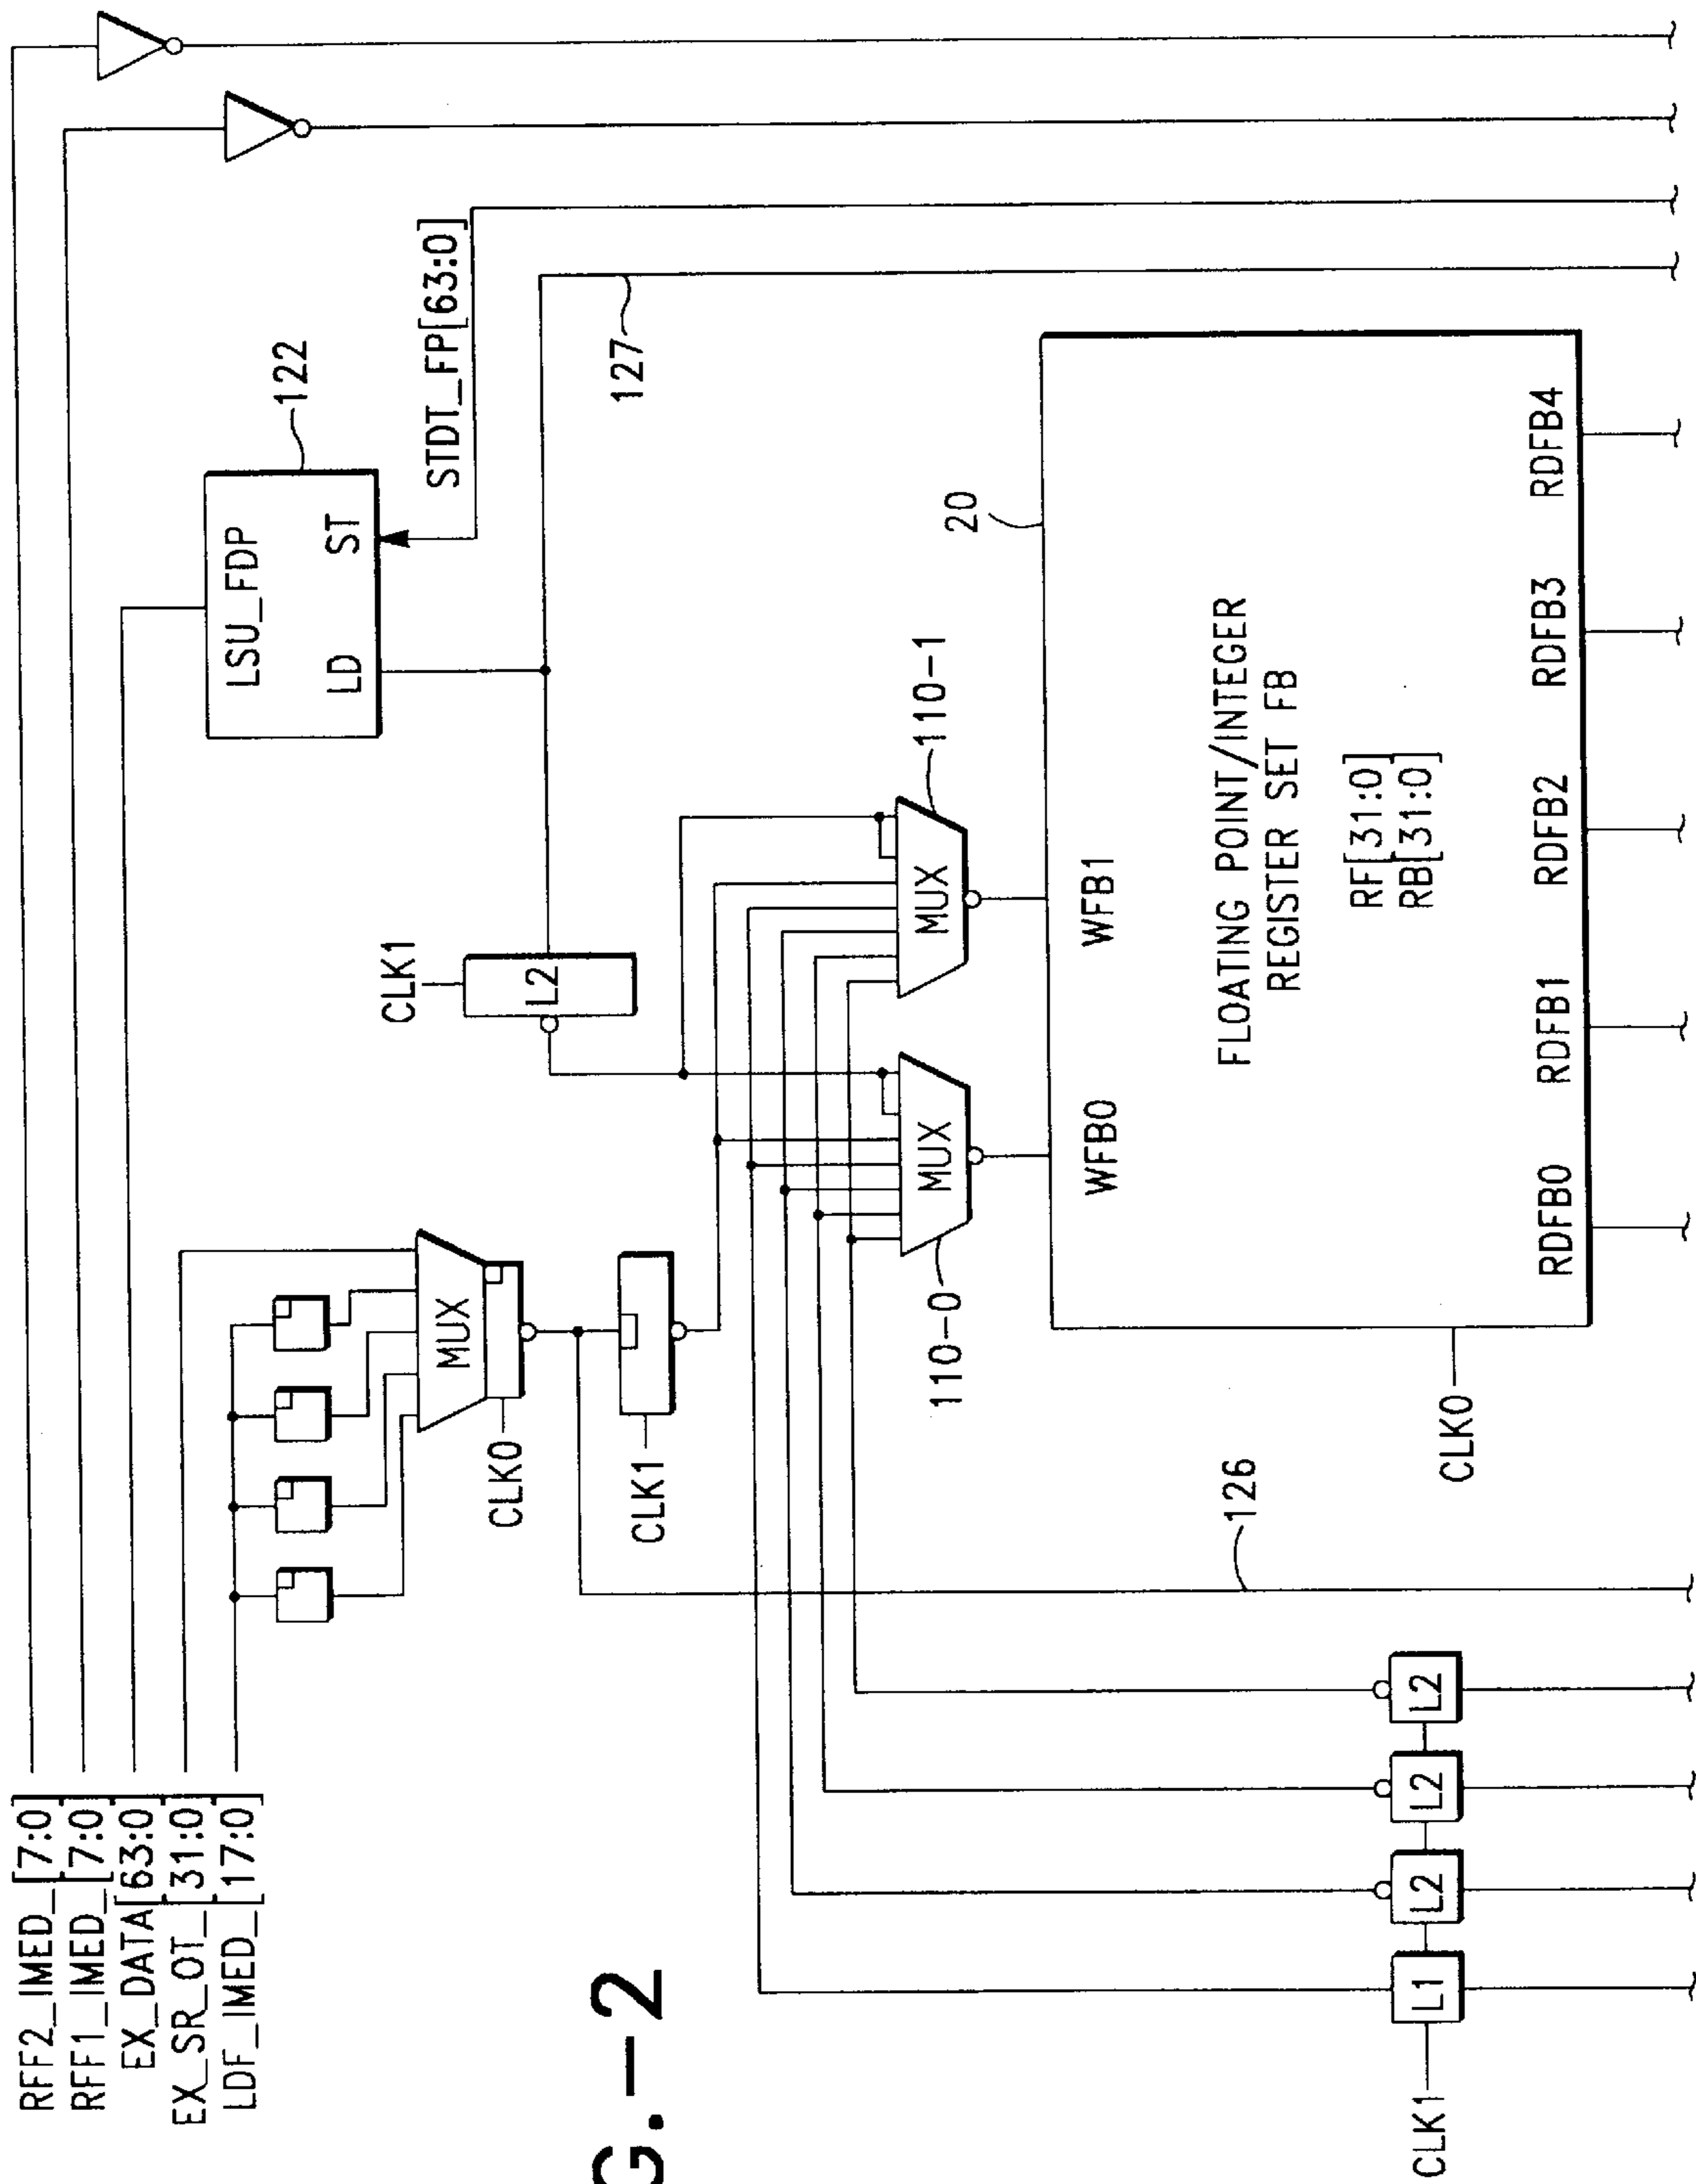 RFF2_IMED_[7:0]
RFF1_IMED_[7:0]
EX_DATA[63:0]
EX_SR_OT_[31:0]
LDF_IMED_[17:0]
LSU_FDP
LD ST
122
STDT_FP[63:0]
127
MUX
CLK0
CLK1
CLK1
L2
MUX
110-0
MUX
110-1
20
WFB0
WFB1
FLOATING POINT/INTEGER
REGISTER SET FB
RF[31:0]
RB[31:0]
RDFB0
RDFB1
RDFB2
RDFB3
RDFB4
CLK0
126
CLK1
L1
L2
L2
L2
G.-2